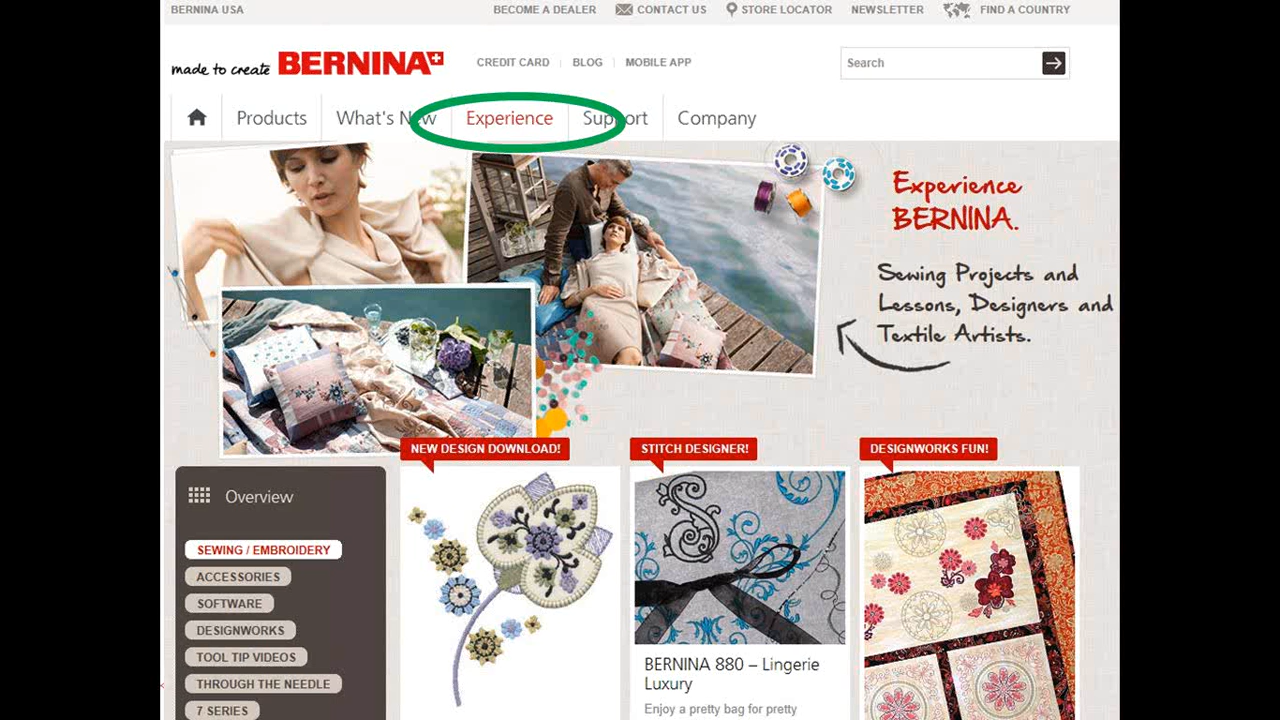 BERNINA USA
BECOME A DEALER
CONTACT US
STORE LOCATOR
NEWSLETTER
FIND A COUNTRY
made to create BERNINA
CREDIT CARD
BLOG
MOBILE APP
Search
Products
What's New
Experience
Support
Company
Experience
BERNINA.
Sewing Projects and
Lessons, Designers and
Textile Artists.
NEW DESIGN DOWNLOAD!
STITCH DESIGNER!
DESIGNWORKS FUN!
Overview
SEWING / EMBROIDERY
ACCESSORIES
SOFTWARE
DESIGNWORKS
TOOL TIP VIDEOS
THROUGH THE NEEDLE
7 SERIES
BERNINA 880 – Lingerie
Luxury
Enjoy a pretty bag for pretty